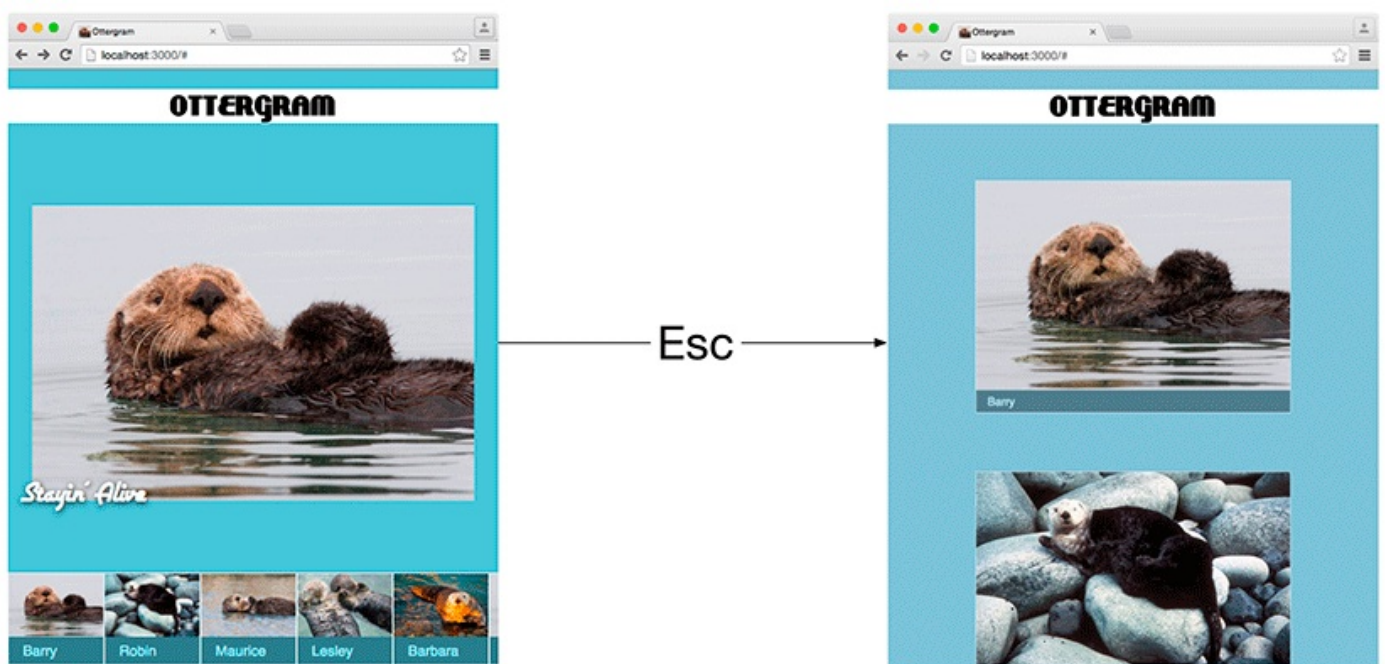 Ottergram
localhost:3000/#
OTTERGRAM
Stayin' Alive
Barry
Robin
Maurice
Lesley
Barbara
Esc
Ottergram
localhost:3000/#
OTTERGRAM
Barry